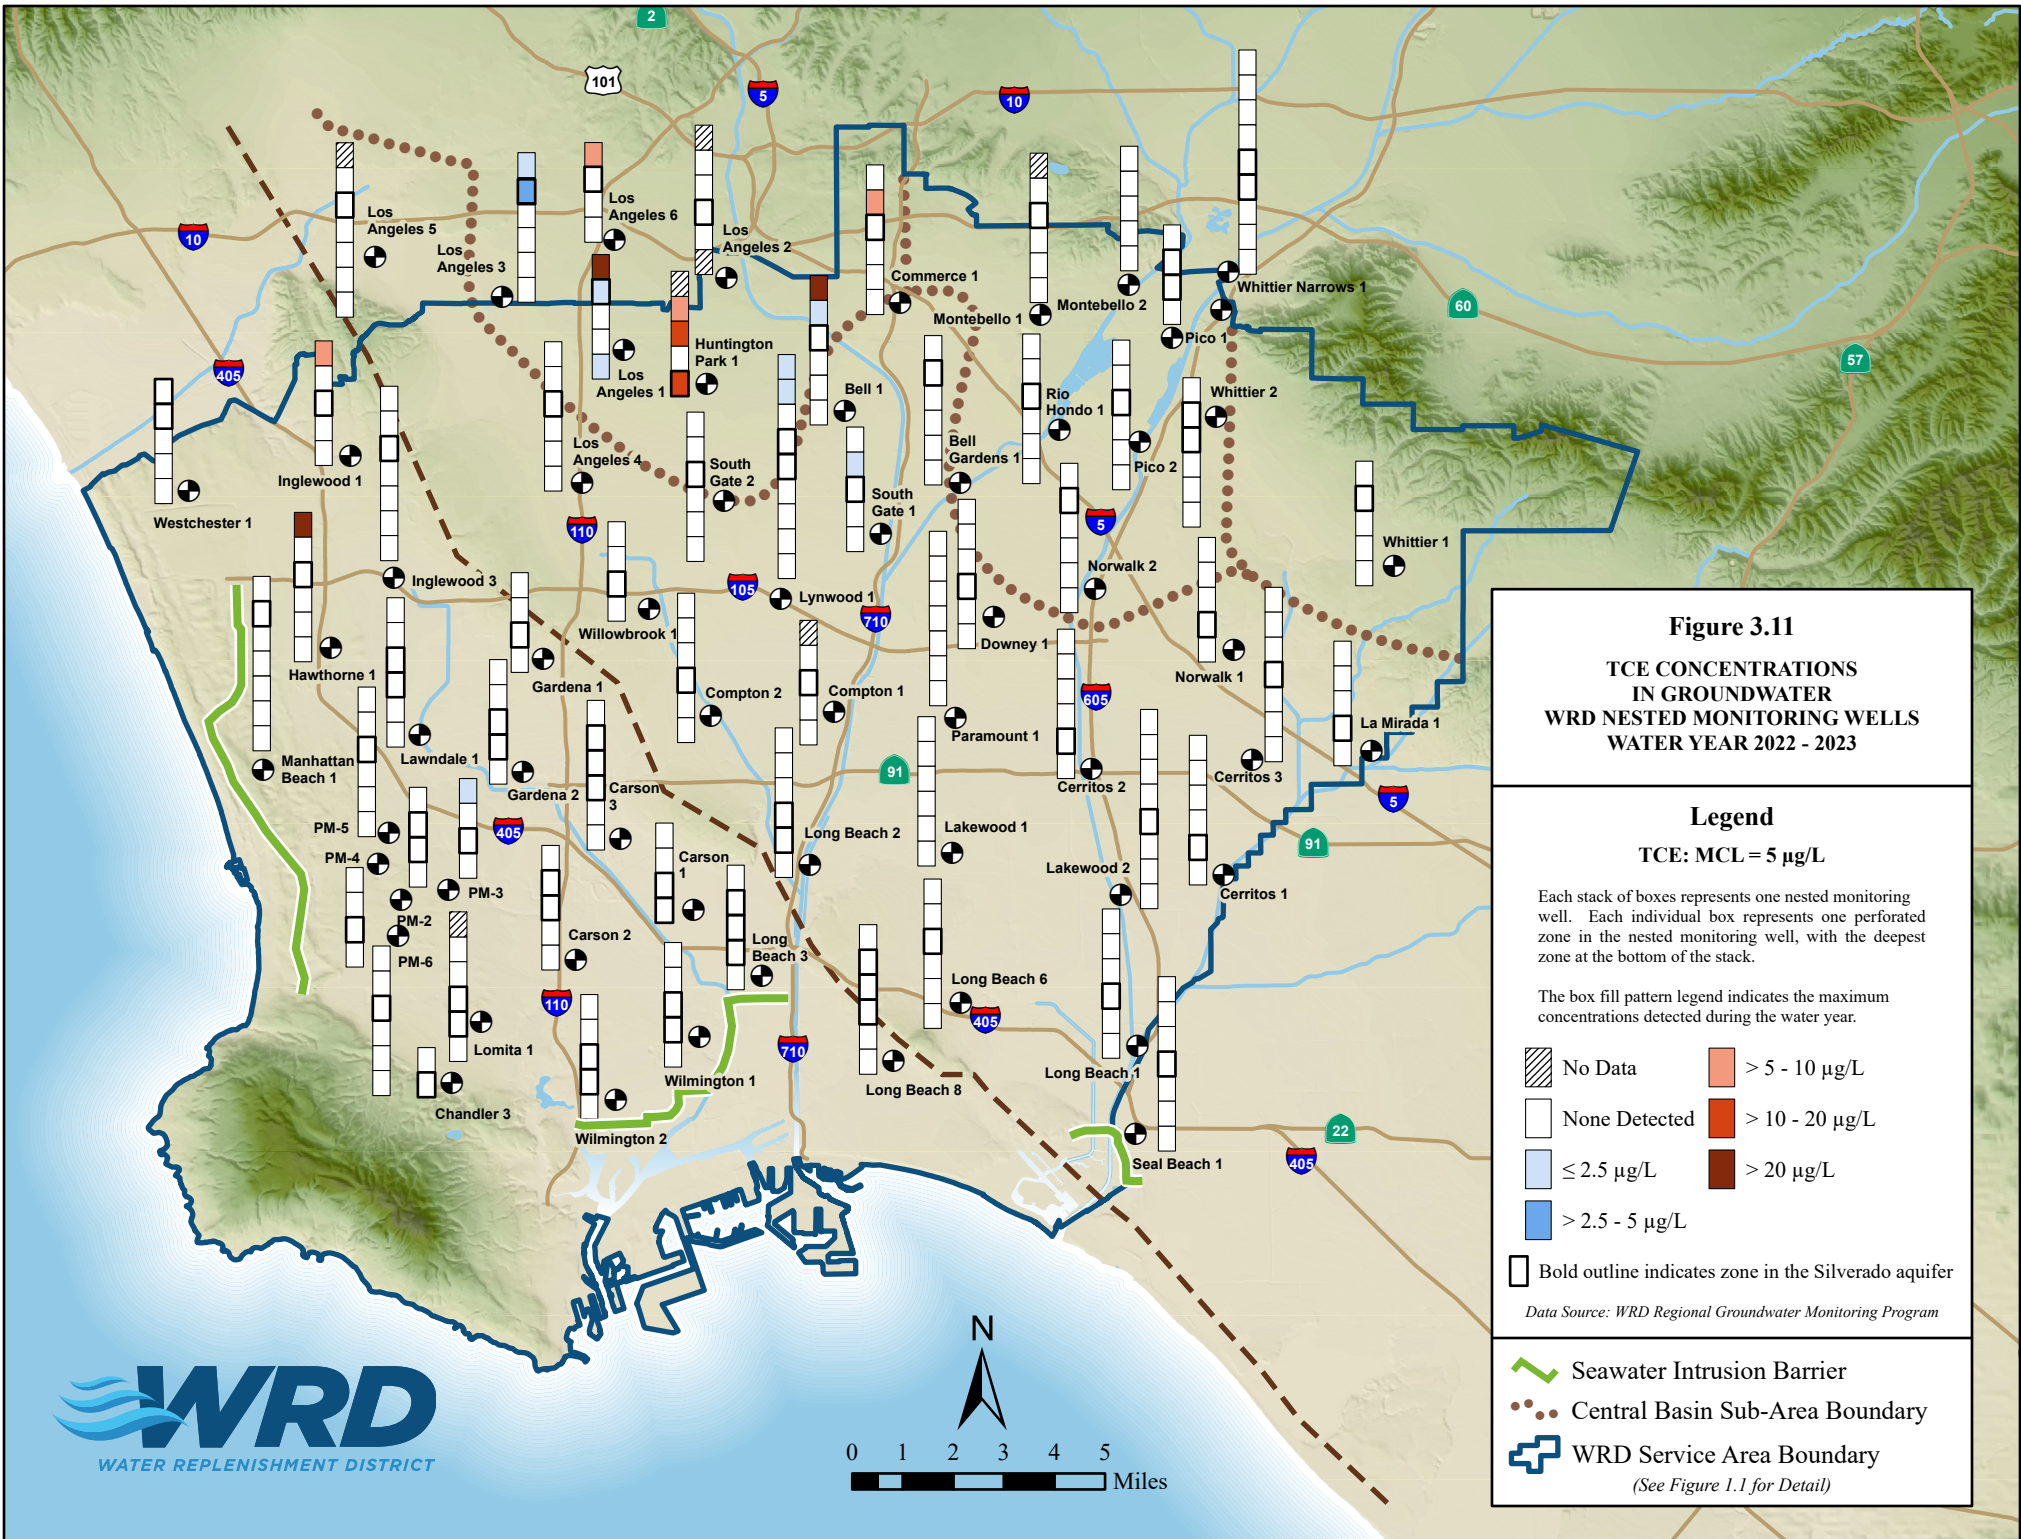 2
101
5
10
Los
Angeles 5
Los
Angeles 6
Los
Angeles 2
10
Los
Angeles 3
Commerce 1
Montebello 2
Whittier Narrows 1
60
Montebello 1
Pico 1
57
Huntington
Park 1
Los
Angeles 1
Bell 1
405
Rio
Hondo 1
Whittier 2
Los
Angeles 4
South
Gate 2
Bell
Gardens 1
Pico 2
Inglewood 1
South
Gate 1
Westchester 1
110
5
Whittier 1
Inglewood 3
105
Norwalk 2
Lynwood 1
710
Willowbrook 1
Downey 1
Hawthorne 1
Gardena 1
Compton 2
Compton 1
Norwalk 1
605
Paramount 1
La Mirada 1
Manhattan
Beach 1
Lawndale 1
Gardena 2
Carson
3
91
Cerritos 2
Cerritos 3
5
PM-5
405
Long Beach 2
Lakewood 1
91
PM-4
Carson
1
Lakewood 2
Cerritos 1
PM-3
PM-2
Carson 2
Long
Beach 3
PM-6
Long Beach 6
110
405
Lomita 1
710
Wilmington 1
Long Beach 8
Long Beach 1
Chandler 3
Wilmington 2
22
Seal Beach 1
405
Figure 3.11
TCE CONCENTRATIONS
IN GROUNDWATER
WRD NESTED MONITORING WELLS
WATER YEAR 2022 - 2023
Legend
TCE: MCL = 5 µg/L
Each stack of boxes represents one nested monitoring
well. Each individual box represents one perforated
zone in the nested monitoring well, with the deepest
zone at the bottom of the stack.
The box fill pattern legend indicates the maximum
concentrations detected during the water year.
No Data
> 5 - 10 µg/L
None Detected
> 10 - 20 µg/L
≤ 2.5 µg/L
> 20 µg/L
> 2.5 - 5 µg/L
Bold outline indicates zone in the Silverado aquifer
Data Source: WRD Regional Groundwater Monitoring Program
Seawater Intrusion Barrier
Central Basin Sub-Area Boundary
WRD Service Area Boundary
(See Figure 1.1 for Detail)
N
0 1 2 3 4 5
Miles
WRD
WATER REPLENISHMENT DISTRICT